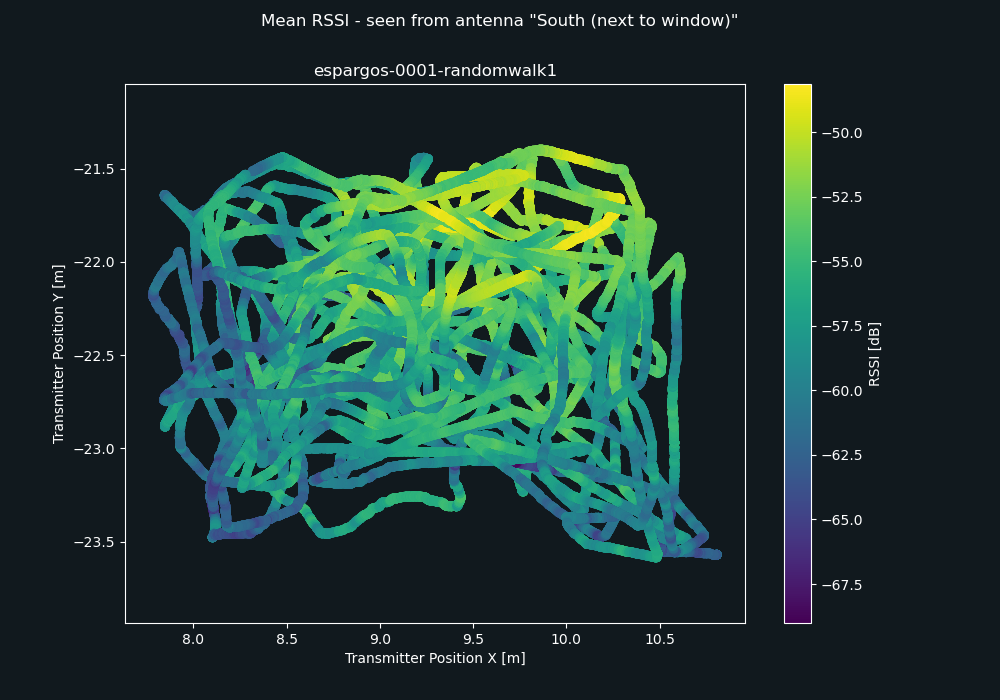 Mean RSSI - seen from antenna "South (next to window)"
espargos-0001-randomwalk1
−21.5
−22.0
−22.5
−23.0
−23.5
Transmitter Position Y [m]
8.0 8.5 9.0 9.5 10.0 10.5
Transmitter Position X [m]
−50.0
−52.5
−55.0
−57.5
−60.0
−62.5
−65.0
−67.5
RSSI [dB]